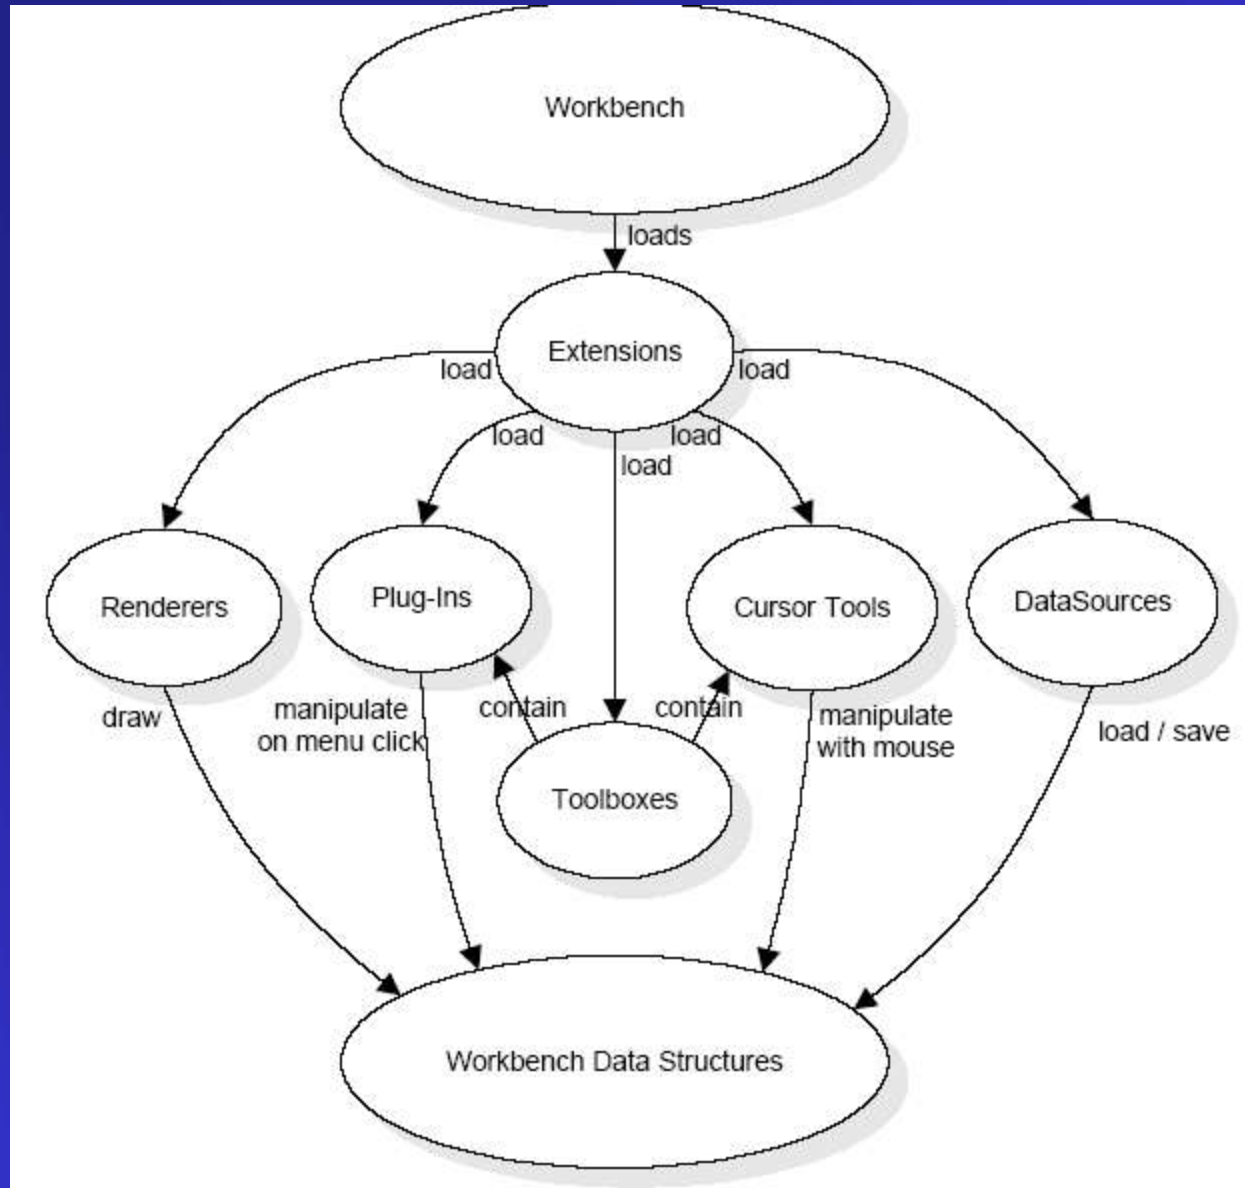 Workbench
loads
Extensions
load
load
load
load
load
Renderers
Plug-Ins
Cursor Tools
DataSources
draw
manipulate
on menu click
contain
contain
manipulate
with mouse
load / save
Toolboxes
Workbench Data Structures